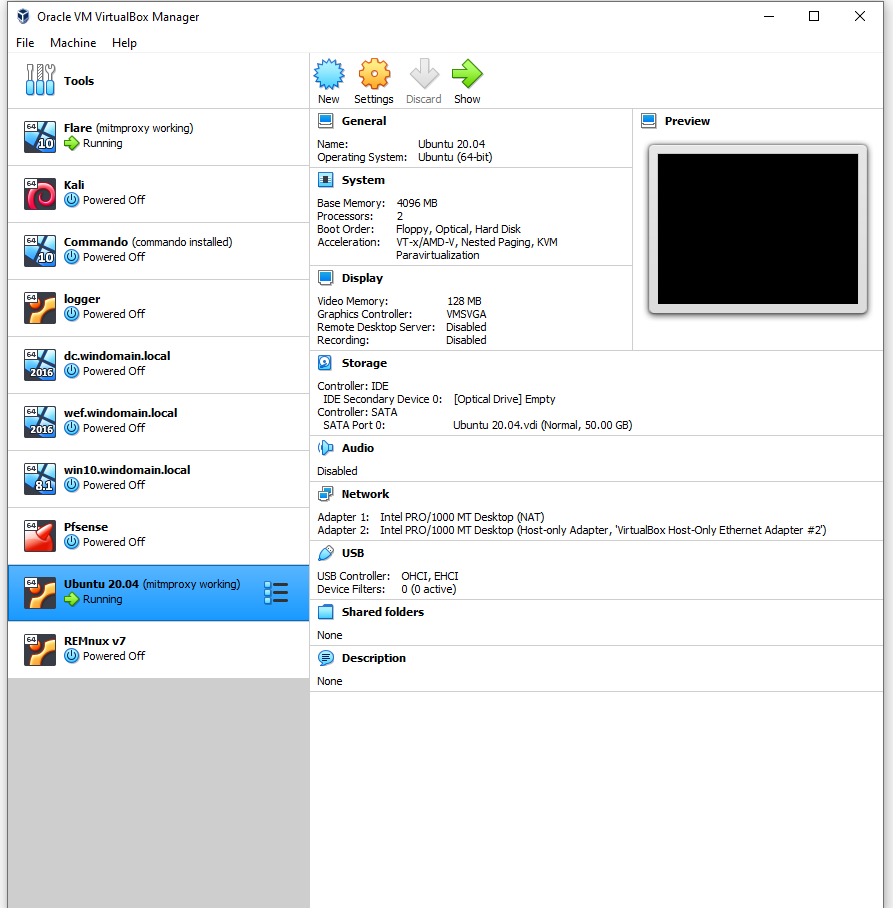 Oracle VM VirtualBox Manager
File Machine Help
Tools
New Settings Discard Show
64 10 Flare (mitmproxy working)
Running
64 Kali
Powered Off
64 10 Commando (commando installed)
Powered Off
64 logger
Powered Off
64 2016 dc.windomain.local
Powered Off
64 2016 wef.windomain.local
Powered Off
64 8.1 win10.windomain.local
Powered Off
64 Pfsense
Powered Off
64 Ubuntu 20.04 (mitmproxy working)
Running
64 REMnux v7
Powered Off
General
Name: Ubuntu 20.04
Operating System: Ubuntu (64-bit)
System
Base Memory: 4096 MB
Processors: 2
Boot Order: Floppy, Optical, Hard Disk
Acceleration: VT-x/AMD-V, Nested Paging, KVM
Paravirtualization
Display
Video Memory: 128 MB
Graphics Controller: VMSVGA
Remote Desktop Server: Disabled
Recording: Disabled
Preview
Storage
Controller: IDE
IDE Secondary Device 0: [Optical Drive] Empty
Controller: SATA
SATA Port 0: Ubuntu 20.04.vdi (Normal, 50.00 GB)
Audio
Disabled
Network
Adapter 1: Intel PRO/1000 MT Desktop (NAT)
Adapter 2: Intel PRO/1000 MT Desktop (Host-only Adapter, 'VirtualBox Host-Only Ethernet Adapter #2')
USB
USB Controller: OHCI, EHCI
Device Filters: 0 (0 active)
Shared folders
None
Description
None